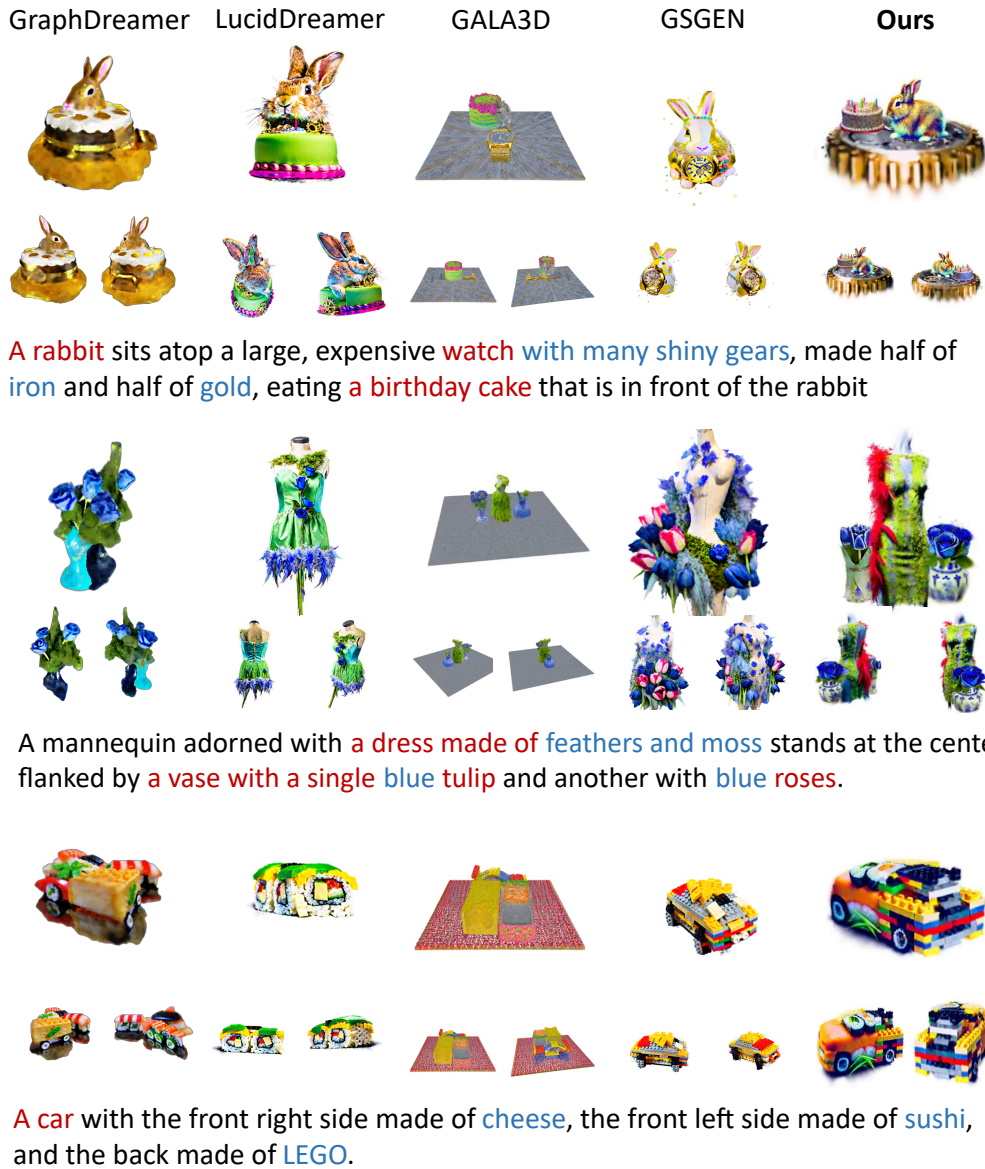 GraphDreamer LucidDreamer GALA3D GSGEN Ours
A rabbit sits atop a large, expensive watch with many shiny gears, made half of
iron and half of gold, eating a birthday cake that is in front of the rabbit
A mannequin adorned with a dress made of feathers and moss stands at the cente
flanked by a vase with a single blue tulip and another with blue roses.
A car with the front right side made of cheese, the front left side made of sushi,
and the back made of LEGO.